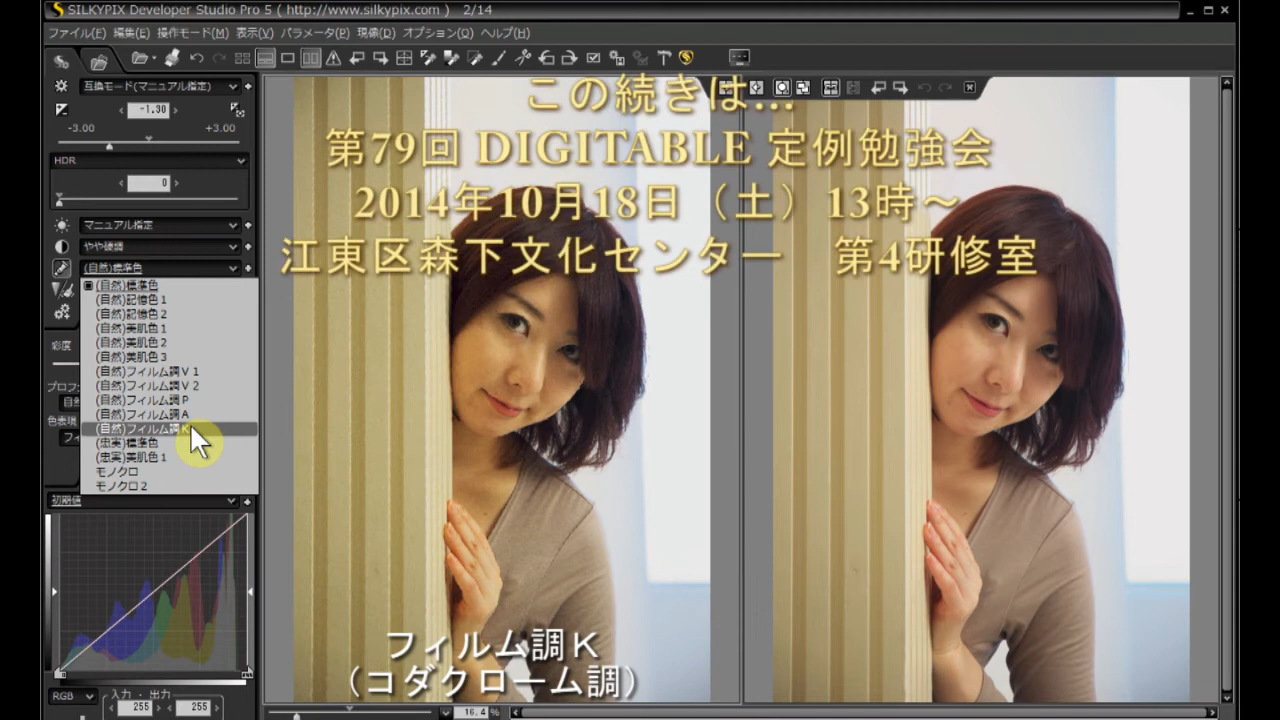 SILKYPIX Developer Studio Pro 5 ( http://www.silkypix.com )   2/14
ファイル(F) 編集(E) 操作モード(M) 表示(V) パラメータ(P) 現像(D) オプション(O) ヘルプ(H)
互換モード(マニュアル指定)
-1.30
-3.00 +3.00
HDR
0
マニュアル指定
やや硬調
(自然)標準色
(自然)標準色
(自然)記憶色1
(自然)記憶色2
(自然)美肌色1
(自然)美肌色2
(自然)美肌色3
(自然)フィルム調V1
(自然)フィルム調V2
(自然)フィルム調P
(自然)フィルム調A
(自然)フィルム調K
(忠実)標準色
(忠実)美肌色1
モノクロ
モノクロ2
彩度
プロフ
自然
色表現
フィ
初期値
RGB
入力 ・ 出力
255 255
この続きは…
第79回 DIGITABLE 定例勉強会
2014年10月18日（土）13時～
江東区森下文化センター　第4研修室
フィルム調K
（コダクローム調）
16.4 %